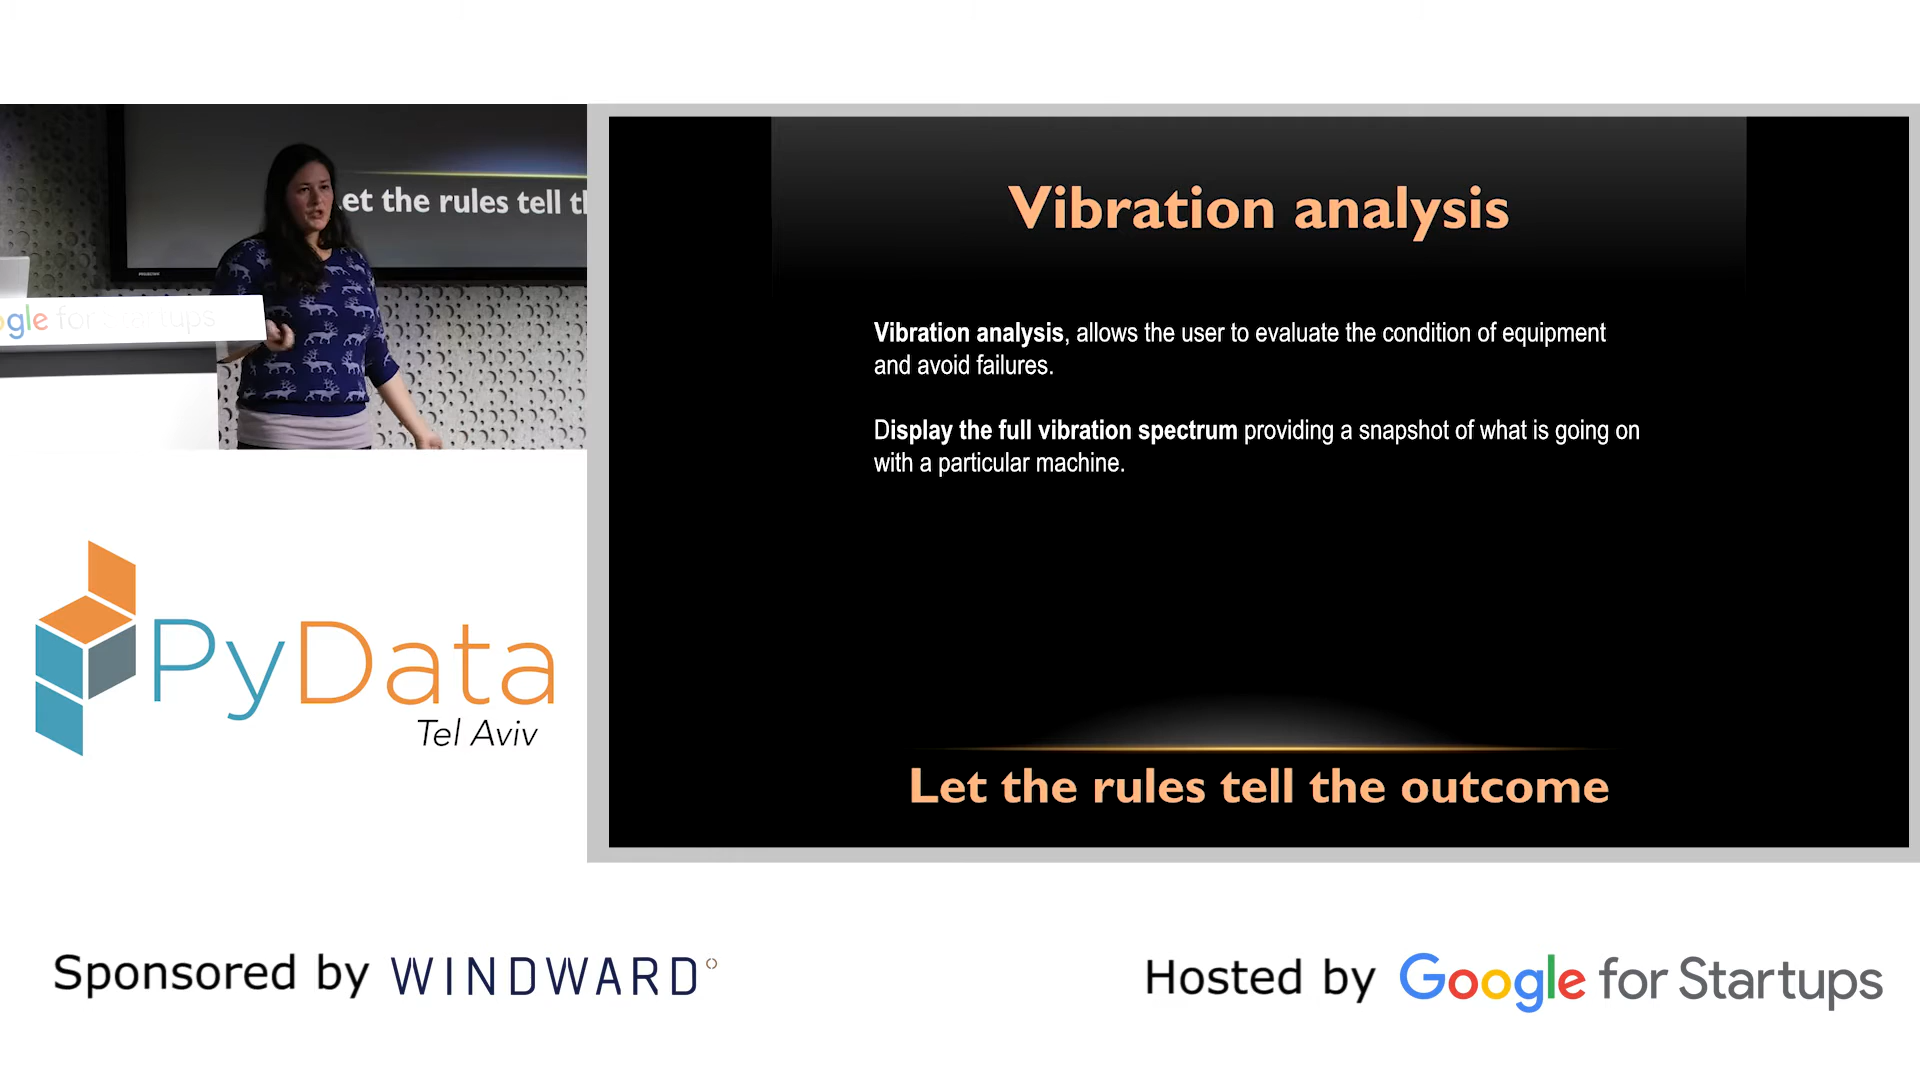 et the rules tell t
ogle for startups
Vibration analysis
Vibration analysis, allows the user to evaluate the condition of equipment
and avoid failures.
Display the full vibration spectrum providing a snapshot of what is going on
with a particular machine.
Let the rules tell the outcome
PyData
Tel Aviv
Sponsored by WINDWARD
Hosted by Google for Startups